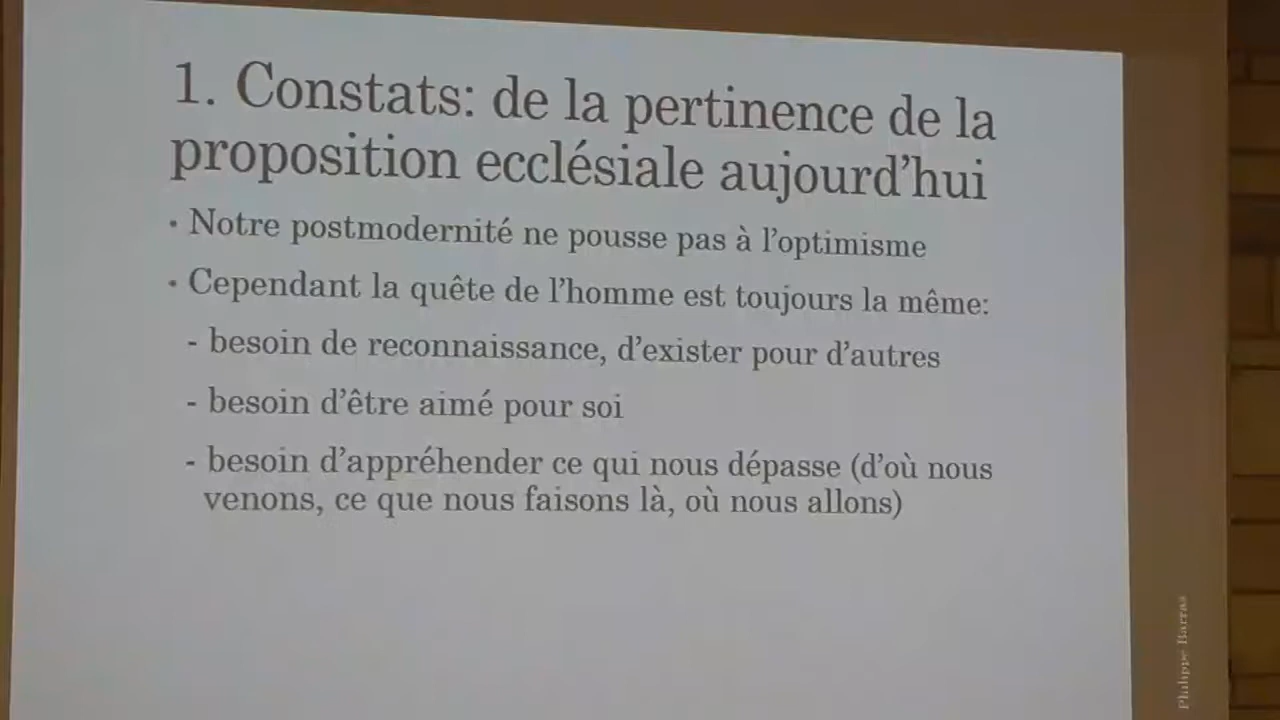 1. Constats: de la pertinence de la
proposition ecclésiale aujourd’hui
• Notre postmodernité ne pousse pas à l’optimisme
• Cependant la quête de l’homme est toujours la même:
- besoin de reconnaissance, d’exister pour d’autres
- besoin d’être aimé pour soi
- besoin d’appréhender ce qui nous dépasse (d’où nous
venons, ce que nous faisons là, où nous allons)
Philippe Barras